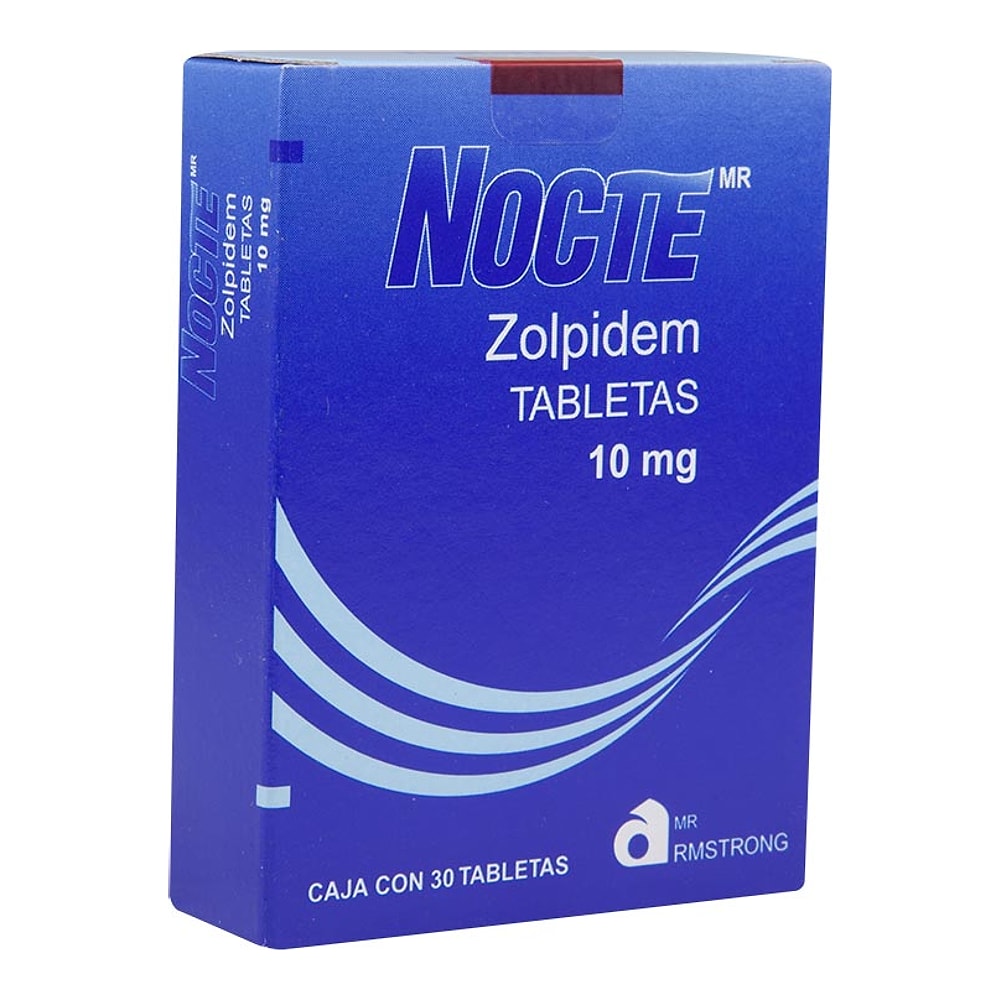 NOCTE MR
Zolpidem
TABLETAS
10 mg
NOCTE MR
Zolpidem
TABLETAS
10 mg
CAJA CON 30 TABLETAS
a MR
RMSTRONG